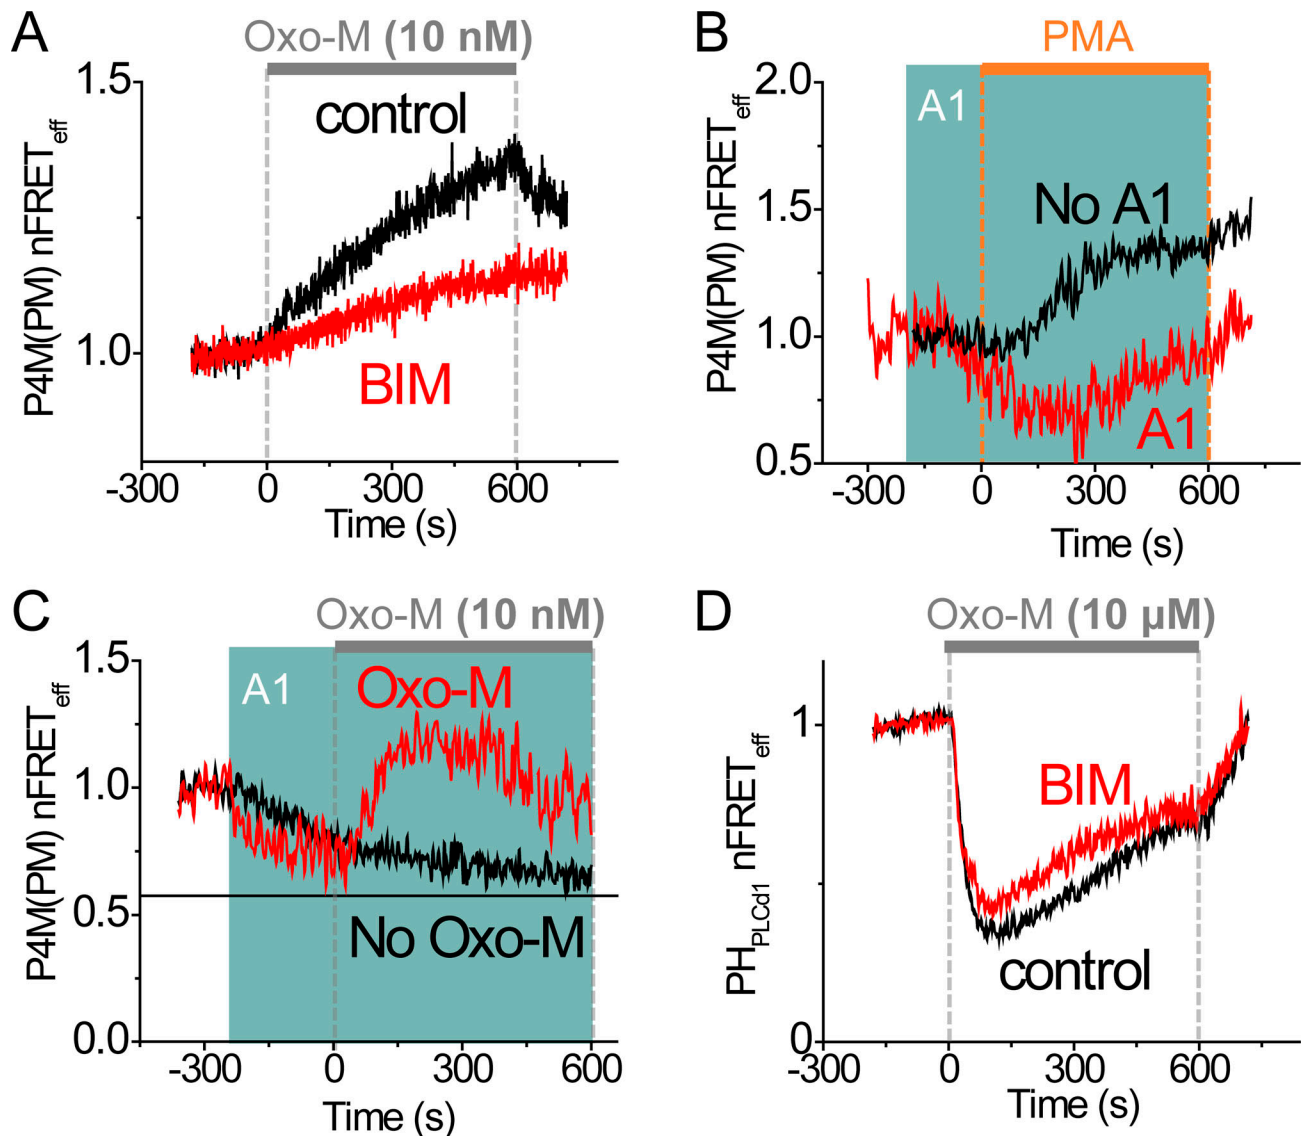 A
Oxo-M (10 nM)
1.5
control
1.0
BIM
P4M(PM) nFRETeff
-300 0 300 600
Time (s)
B
PMA
2.0
A1
No A1
1.5
1.0
A1
0.5
P4M(PM) nFRETeff
-300 0 300 600
Time (s)
C
Oxo-M (10 nM)
1.5
A1
Oxo-M
1.0
0.5
No Oxo-M
0.0
P4M(PM) nFRETeff
-300 0 300 600
Time (s)
D
Oxo-M (10 µM)
1
BIM
control
0
PHPLCd1 nFRETeff
-300 0 300 600
Time (s)